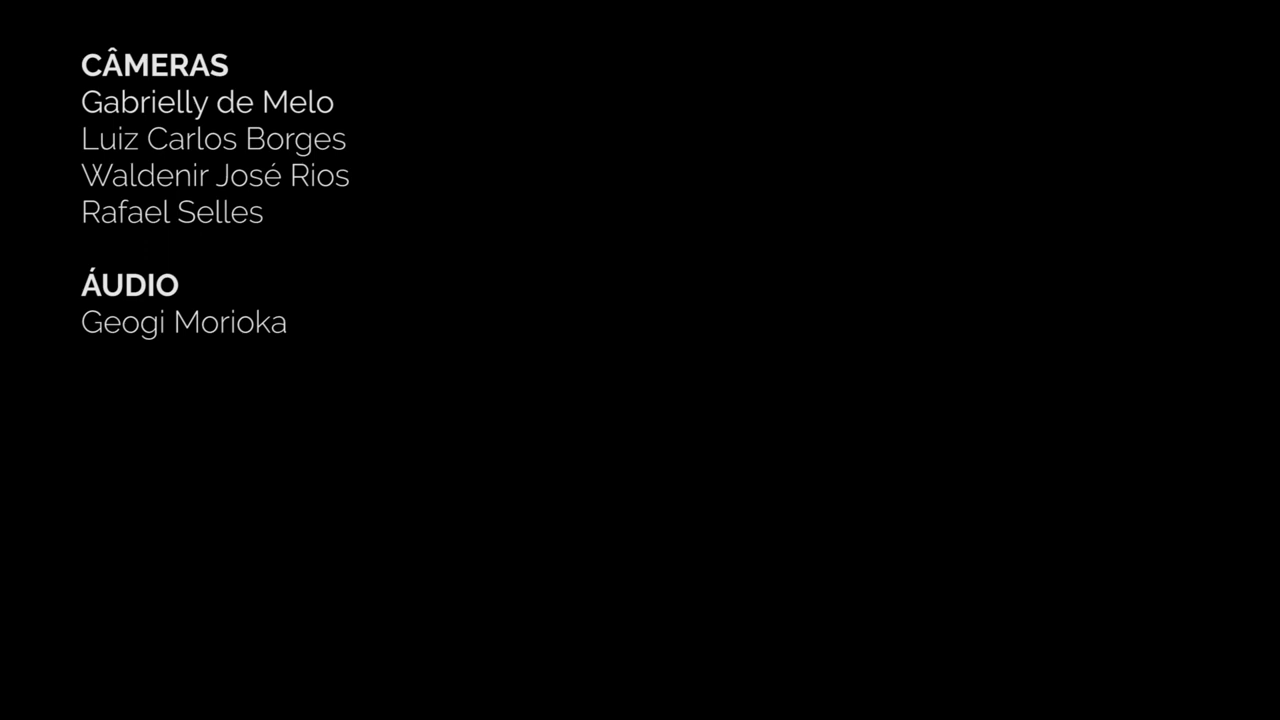 CÂMERAS
Gabrielly de Melo
Luiz Carlos Borges
Waldenir José Rios
Rafael Selles
ÁUDIO
Geogi Morioka